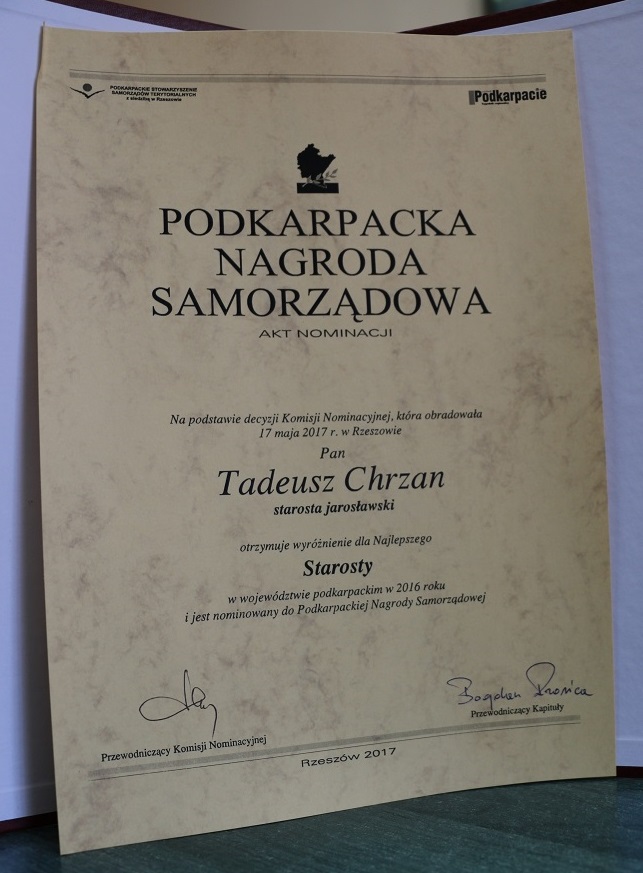 PODKARPACKIE STOWARZYSZENIE
SAMORZĄDÓW TERYTORIALNYCH
z siedzibą w Rzeszowie
Podkarpacie
PODKARPACKA
NAGRODA
SAMORZĄDOWA
AKT NOMINACJI
Na podstawie decyzji Komisji Nominacyjnej, która obradowała
17 maja 2017 r. w Rzeszowie
Pan
Tadeusz Chrzan
starosta jarosławski
otrzymuje wyróżnienie dla Najlepszego
Starosty
w województwie podkarpackim w 2016 roku
i jest nominowany do Podkarpackiej Nagrody Samorządowej
Bogdan
Przewodniczący Komisji Nominacyjnej
Przewodniczący Kapituły
Rzeszów 2017